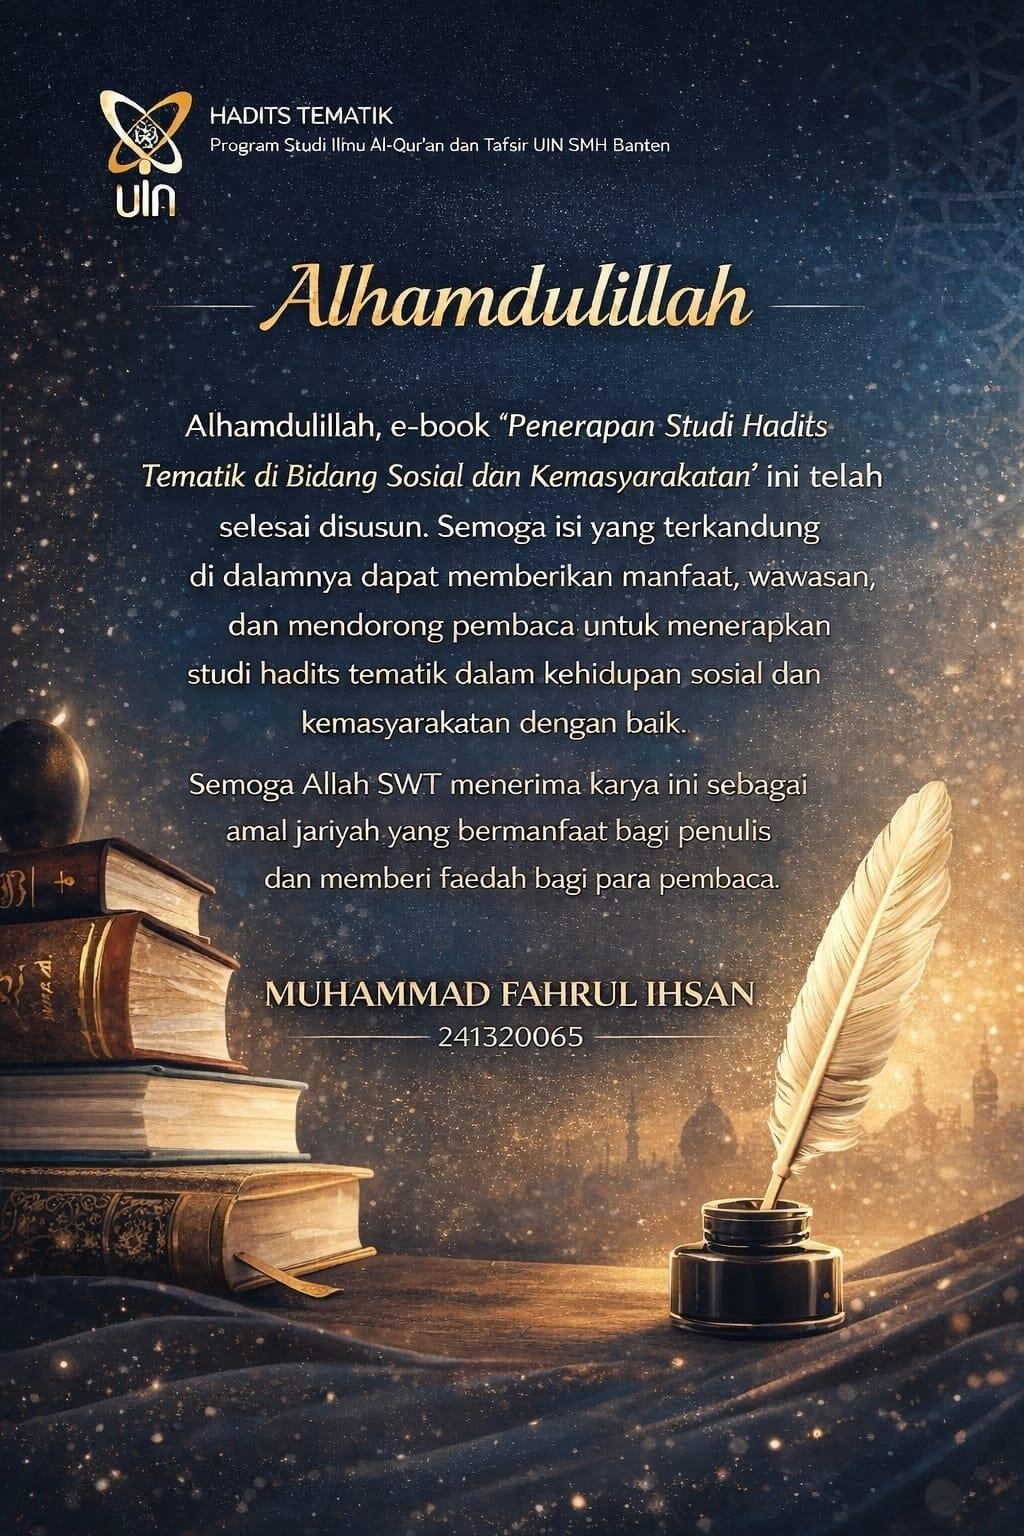 uin
HADITS TEMATIK
Program Studi Ilmu Al-Qur'an dan Tafsir UIN SMH Banten
Alhamdulillah
Alhamdulillah, e-book “Penerapan Studi Hadits
Tematik di Bidang Sosial dan Kemasyarakatan’ ini telah
selesai disusun. Semoga isi yang terkandung
di dalamnya dapat memberikan manfaat, wawasan,
dan mendorong pembaca untuk menerapkan
studi hadits tematik dalam kehidupan sosial dan
kemasyarakatan dengan baik.
Semoga Allah SWT menerima karya ini sebagai
amal jariyah yang bermanfaat bagi penulis
dan memberi faedah bagi para pembaca.
MUHAMMAD FAHRUL IHSAN
241320065